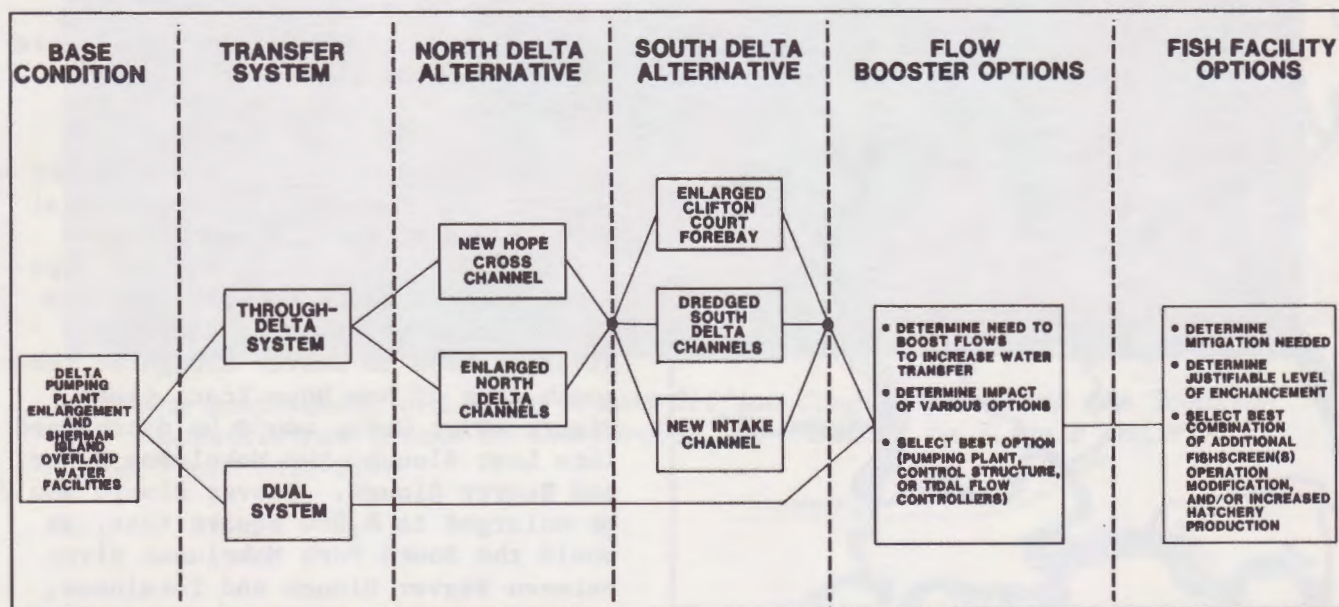 BASE
CONDITION
TRANSFER
SYSTEM
NORTH DELTA
ALTERNATIVE
SOUTH DELTA
ALTERNATIVE
FLOW
BOOSTER OPTIONS
FISH FACILITY
OPTIONS
DELTA
PUMPING
PLANT
ENLARGEMENT
AND
SHERMAN
ISLAND
OVERLAND
WATER
FACILITIES
THROUGH-
DELTA
SYSTEM
DUAL
SYSTEM
NEW HOPE
CROSS
CHANNEL
ENLARGED
NORTH
DELTA
CHANNELS
ENLARGED
CLIFTON
COURT
FOREBAY
DREDGED
SOUTH
DELTA
CHANNELS
NEW INTAKE
CHANNEL
• DETERMINE NEED TO
BOOST FLOWS
TO INCREASE WATER
TRANSFER
• DETERMINE IMPACT
OF VARIOUS OPTIONS
• SELECT BEST OPTION
(PUMPING PLANT,
CONTROL STRUCTURE,
OR TIDAL FLOW
CONTROLLERS)
• DETERMINE
MITIGATION NEEDED
• DETERMINE
JUSTIFIABLE LEVEL
OF ENCHANCEMENT
• SELECT BEST
COMBINATION
OF ADDITIONAL
FISHSCREEN(S)
OPERATION
MODIFICATION,
AND/OR INCREASED
HATCHERY
PRODUCTION